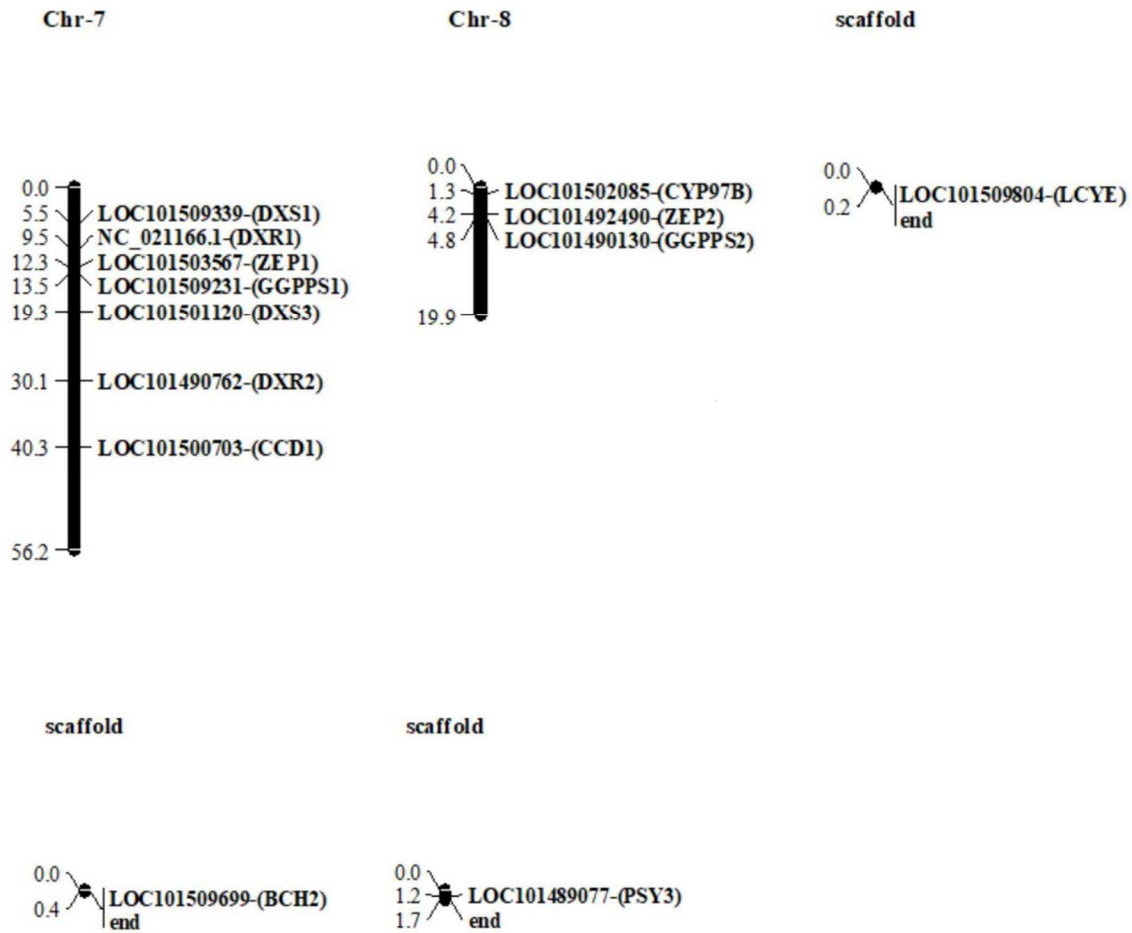 Chr-7
0.0
5.5 LOC101509339-(DXS1)
9.5 NC_021166.1-(DXR1)
12.3 LOC101503567-(ZEP1)
13.5 LOC101509231-(GGPPS1)
19.3 LOC101501120-(DXS3)
30.1 LOC101490762-(DXR2)
40.3 LOC101500703-(CCD1)
56.2
Chr-8
0.0
1.3 LOC101502085-(CYP97B)
4.2 LOC101492490-(ZEP2)
4.8 LOC101490130-(GGPPS2)
19.9
scaffold
0.0
LOC101509804-(LCYE)
0.2
end
scaffold
0.0
LOC101509699-(BCH2)
0.4
end
scaffold
0.0
1.2 LOC101489077-(PSY3)
1.7 end